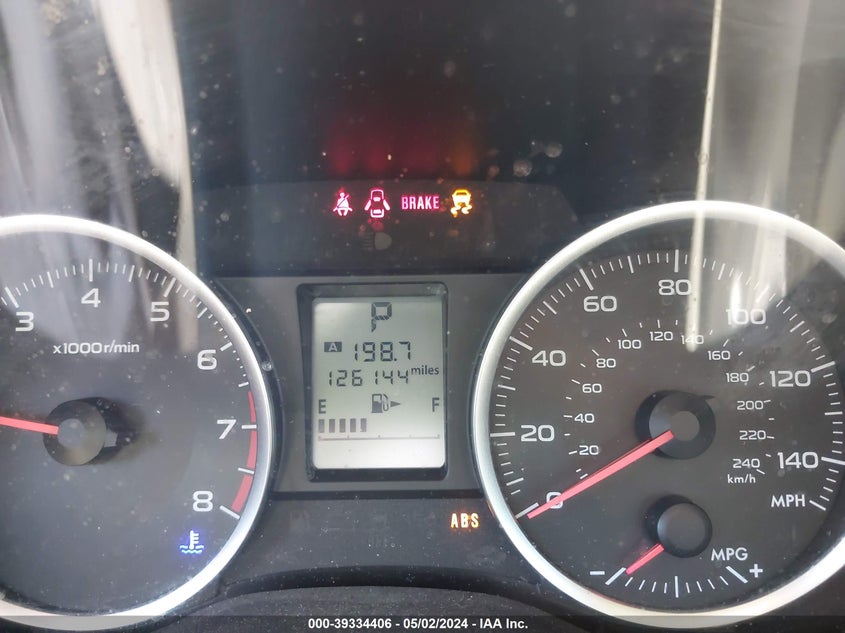 BRAKE
3 4 5 6 7 8
x1000r/min
P
A 198.7
126144 miles
E F
ABS
0 20 40 60 80 100 120 140
MPH
20 40 60 80 100 120 140 160 180 200 220 240
km/h
MPG
- +
000-39334406 - 05/02/2024 - IAA Inc.